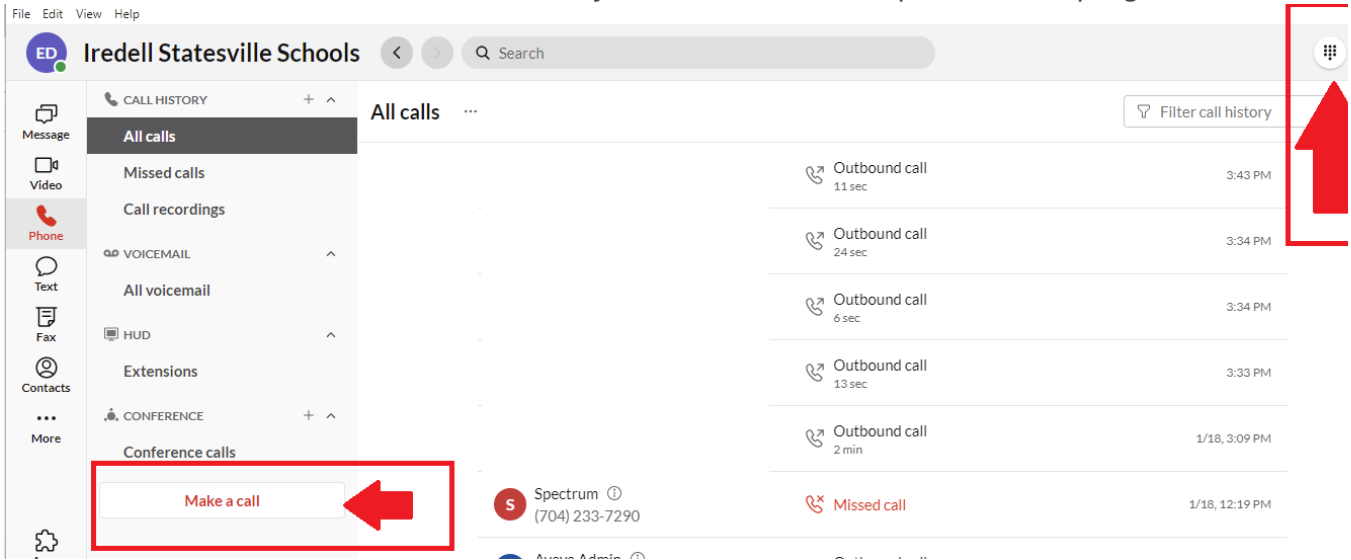 File Edit View Help
ED Iredell Statesville Schools Search
Message
Video
Phone
Text
Fax
Contacts
More
CALL HISTORY
All calls
Missed calls
Call recordings
VOICEMAIL
All voicemail
HUD
Extensions
CONFERENCE
Conference calls
Make a call
All calls ... Filter call history
Outbound call 3:43 PM
11 sec
Outbound call 3:34 PM
24 sec
Outbound call 3:34 PM
6 sec
Outbound call 3:33 PM
13 sec
Outbound call 1/18, 3:09 PM
2 min
S Spectrum Missed call 1/18, 12:19 PM
(704) 233-7290